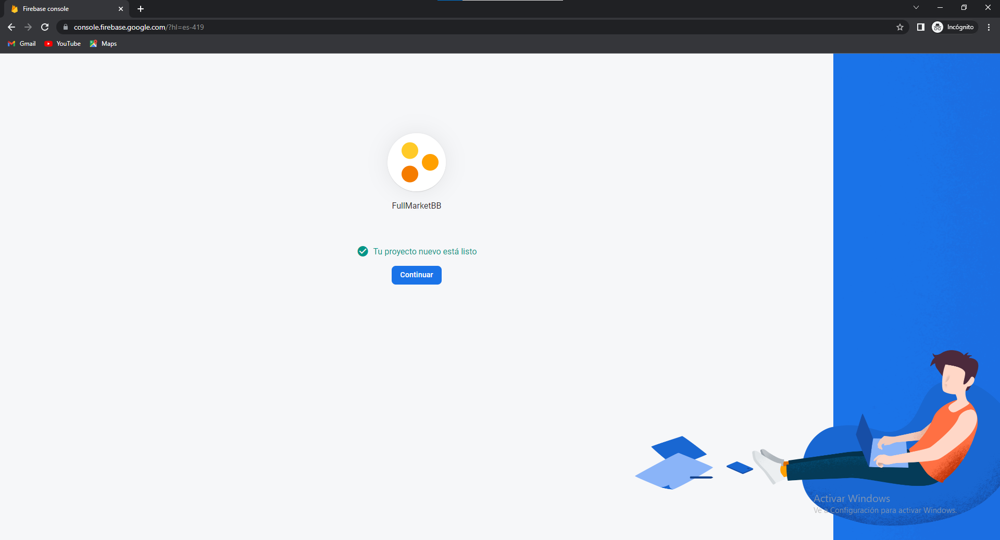 Firebase console
console.firebase.google.com/?hl=es-419
Incógnito
Gmail YouTube Maps
FullMarketBB
Tu proyecto nuevo está listo
Continuar
Activar Windows
Ve a Configuración para activar Windows.